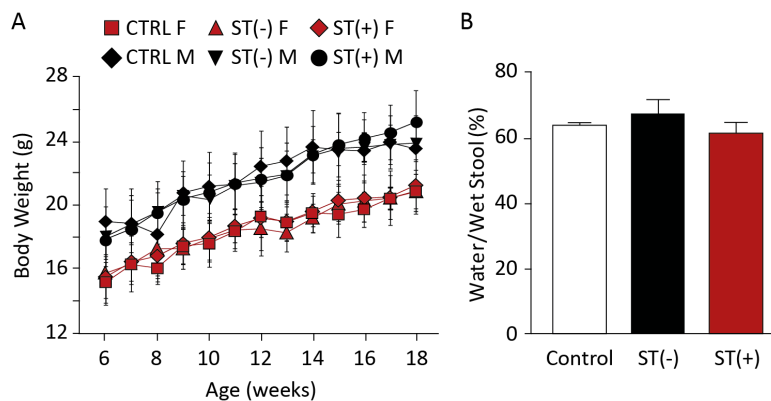 A
CTRL F ST(-) F ST(+) F
CTRL M ST(-) M ST(+) M
Body Weight (g)
28
24
20
16
12
6 8 10 12 14 16 18
Age (weeks)
B
Water/Wet Stool (%)
80
60
40
20
0
Control ST(-) ST(+)